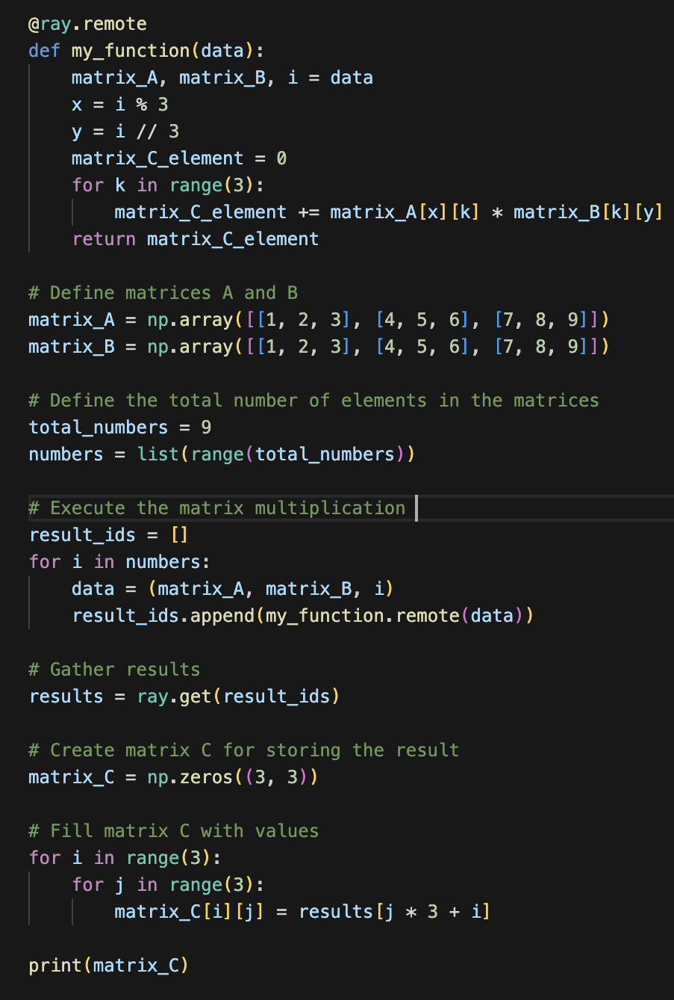 @ray.remote
def my_function(data):
    matrix_A, matrix_B, i = data
    x = i % 3
    y = i // 3
    matrix_C_element = 0
    for k in range(3):
        matrix_C_element += matrix_A[x][k] * matrix_B[k][y]
    return matrix_C_element

# Define matrices A and B
matrix_A = np.array([[1, 2, 3], [4, 5, 6], [7, 8, 9]])
matrix_B = np.array([[1, 2, 3], [4, 5, 6], [7, 8, 9]])

# Define the total number of elements in the matrices
total_numbers = 9
numbers = list(range(total_numbers))

# Execute the matrix multiplication
result_ids = []
for i in numbers:
    data = (matrix_A, matrix_B, i)
    result_ids.append(my_function.remote(data))

# Gather results
results = ray.get(result_ids)

# Create matrix C for storing the result
matrix_C = np.zeros((3, 3))

# Fill matrix C with values
for i in range(3):
    for j in range(3):
        matrix_C[i][j] = results[j * 3 + i]

print(matrix_C)